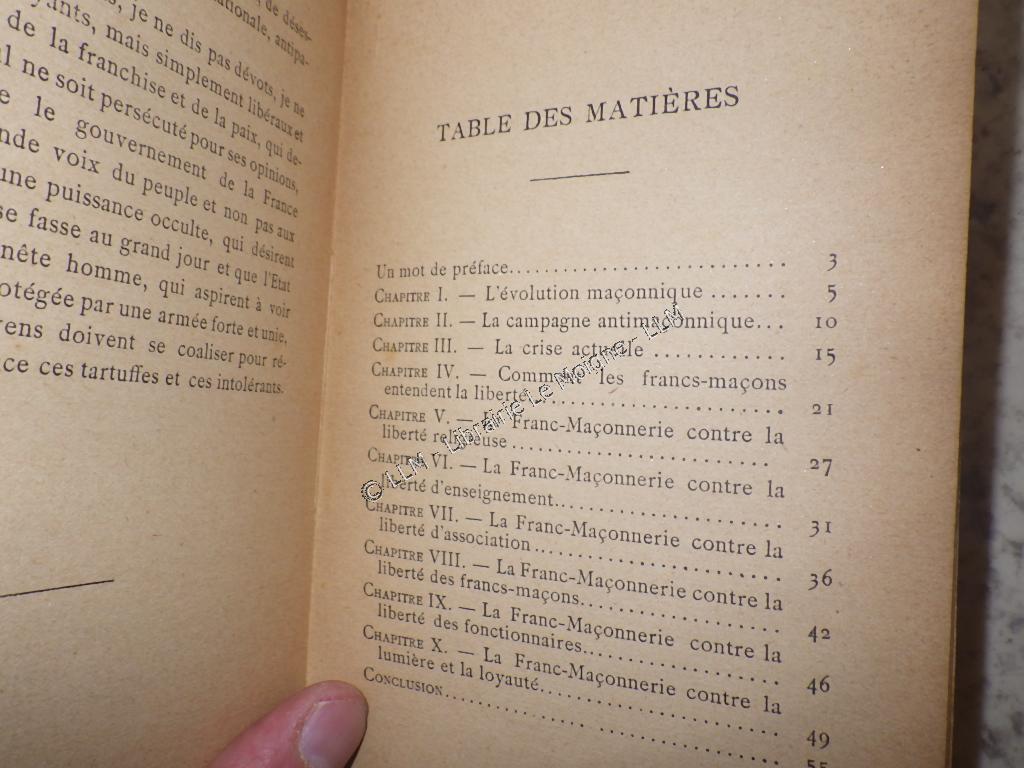 , de déses-
nationale, antipa-
, je ne dis pas dévots, je ne
yants, mais simplement libéraux et
de la franchise et de la paix, qui de-
l ne soit persécuté pour ses opinions,
e le gouvernement de la France
nde voix du peuple et non pas aux
une puissance occulte, qui désirent
se fasse au grand jour et que l'Etat
nête homme, qui aspirent à voir
otégée par une armée forte et unie,
yens doivent se coaliser pour ré-
ce ces tartuffes et ces intolérants.
TABLE DES MATIÈRES
Un mot de préface............................ 3
CHAPITRE I. — L'évolution maçonnique ....... 5
CHAPITRE II. — La campagne antimaçonnique... 10
CHAPITRE III. — La crise actuelle ............ 15
CHAPITRE IV. — Comment les francs-maçons
entendent la liberté........................ 21
CHAPITRE V. — La Franc-Maçonnerie contre la
liberté religieuse........................ 27
CHAPITRE VI. — La Franc-Maçonnerie contre la
liberté d'enseignement..................... 31
CHAPITRE VII. — La Franc-Maçonnerie contre la
liberté d'association....................... 36
CHAPITRE VIII. — La Franc-Maçonnerie contre la
liberté des francs-maçons.................. 42
CHAPITRE IX. — La Franc-Maçonnerie contre la
liberté des fonctionnaires.................. 46
CHAPITRE X. — La Franc-Maçonnerie contre la
lumière et la loyauté...................... 49
CONCLUSION.................................. 55
© LLM - Librairie Le Moigne - LLM